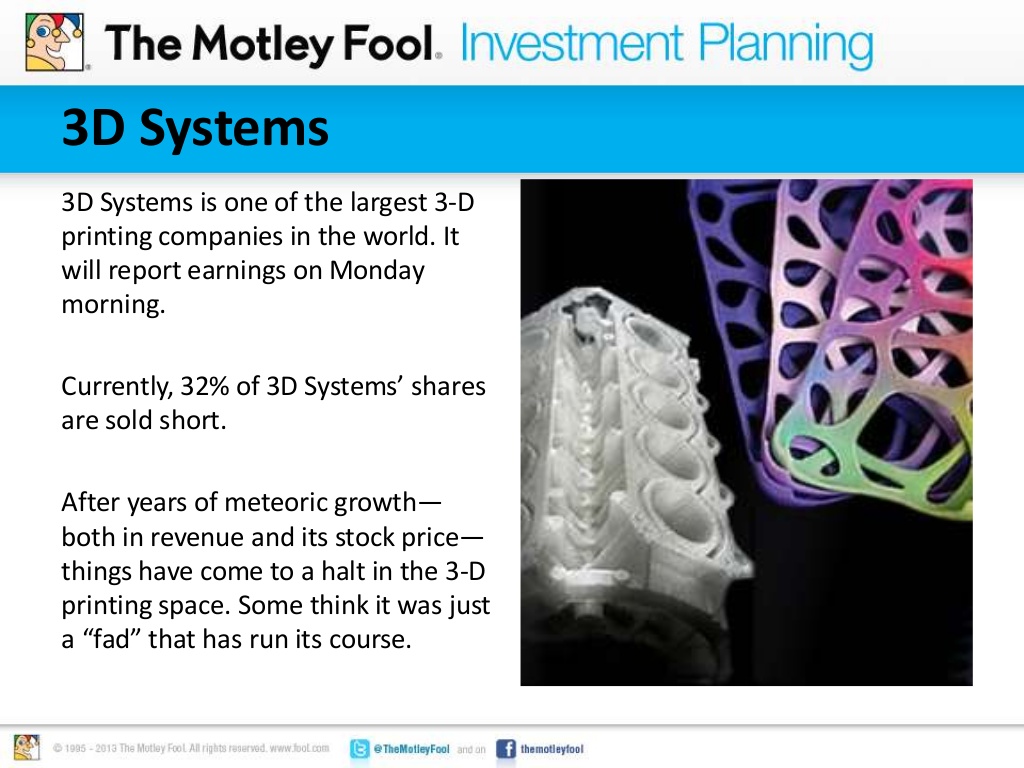 The Motley Fool® Investment Planning
3D Systems
3D Systems is one of the largest 3-D
printing companies in the world. It
will report earnings on Monday
morning.
Currently, 32% of 3D Systems’ shares
are sold short.
After years of meteoric growth—
both in revenue and its stock price—
things have come to a halt in the 3-D
printing space. Some think it was just
a “fad” that has run its course.
© 1995 - 2013 The Motley Fool. All rights reserved. www.fool.com @TheMotleyFool and on themotleyfool